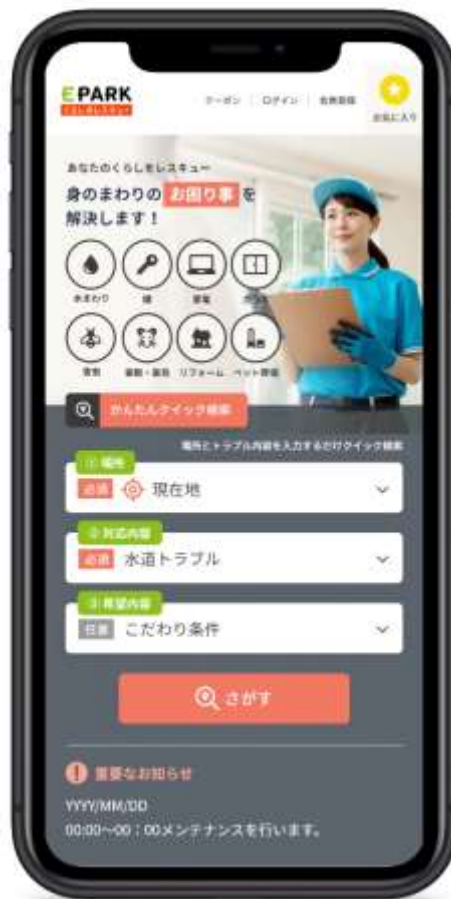 EPARK
くらしのレスキュー
クーポン | ログイン | 会員登録
お気に入り
あなたのくらしをレスキュー
身のまわりの お困り事 を
解決します！
水まわり 鍵 家電 ガラス
害虫 リフォーム ペット葬儀
かんたんクイック検索
場所とトラブル内容を入力するだけクイック検索
① 場所
必須 現在地
② 対応内容
必須 水道トラブル
③ 希望内容
任意 こだわり条件
さがす
重要なお知らせ
YYYY/MM/DD
00:00～00：00メンテナンスを行います。